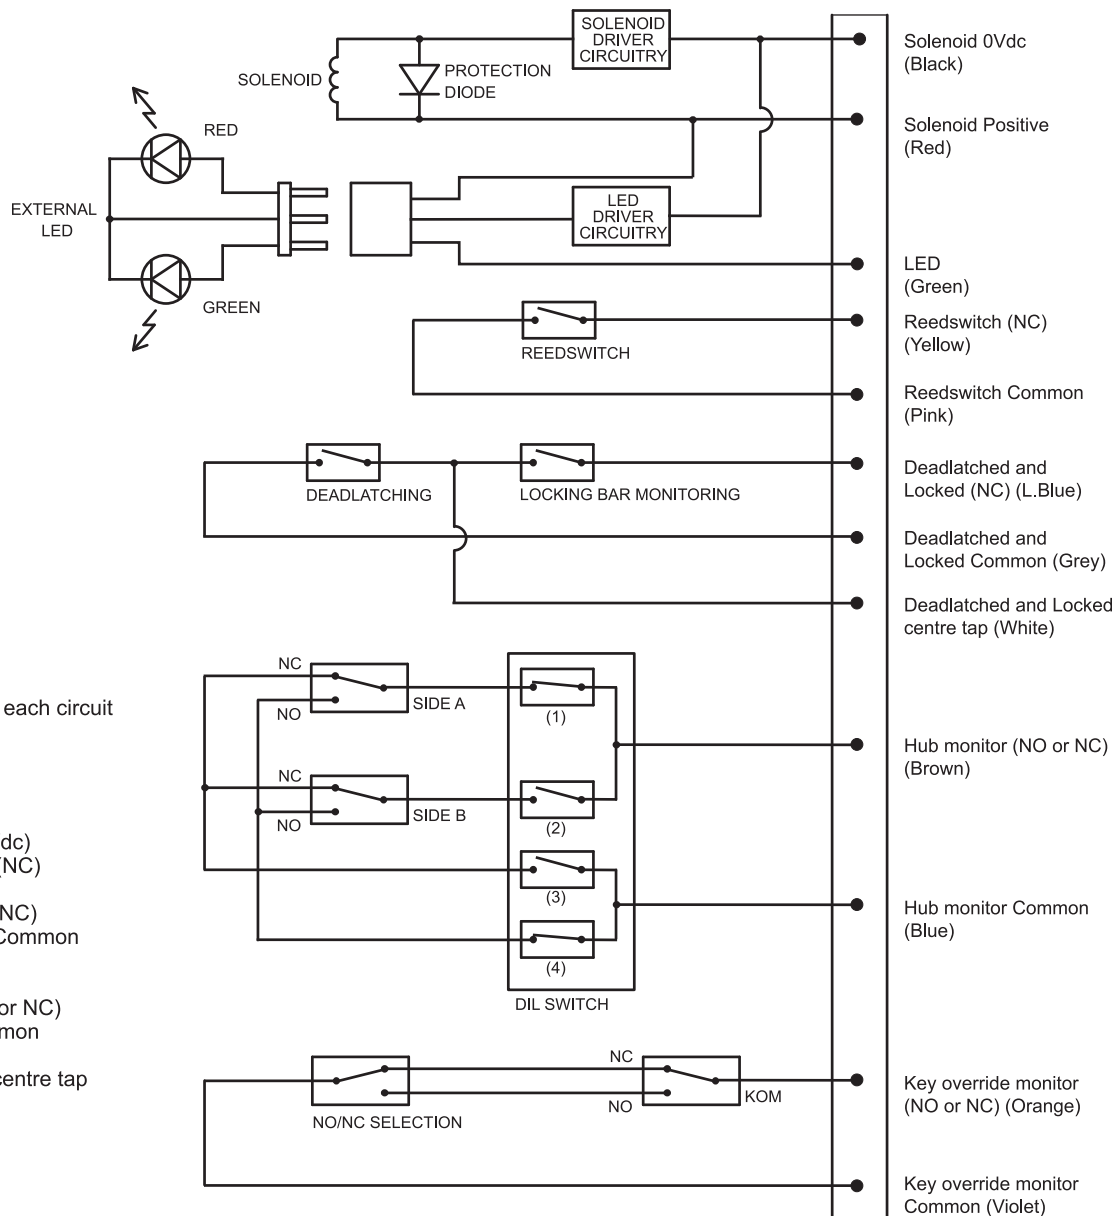 SOLENOID
DRIVER
CIRCUITRY
Solenoid 0Vdc
(Black)
SOLENOID
PROTECTION
DIODE
Solenoid Positive
(Red)
RED
EXTERNAL
LED
LED
DRIVER
CIRCUITRY
GREEN
LED
(Green)
REEDSWITCH
Reedswitch (NC)
(Yellow)
Reedswitch Common
(Pink)
DEADLATCHING
LOCKING BAR MONITORING
Deadlatched and
Locked (NC) (L.Blue)
Deadlatched and
Locked Common (Grey)
Deadlatched and Locked
centre tap (White)
each circuit
NC
NO
SIDE A
(1)
Hub monitor (NO or NC)
(Brown)
NC
NO
SIDE B
(2)
dc)
(NC)
(3)
NC)
Common
Hub monitor Common
(Blue)
(4)
DIL SWITCH
or NC)
mon
centre tap
NC
NO
NO/NC SELECTION
KOM
Key override monitor
(NO or NC) (Orange)
Key override monitor
Common (Violet)